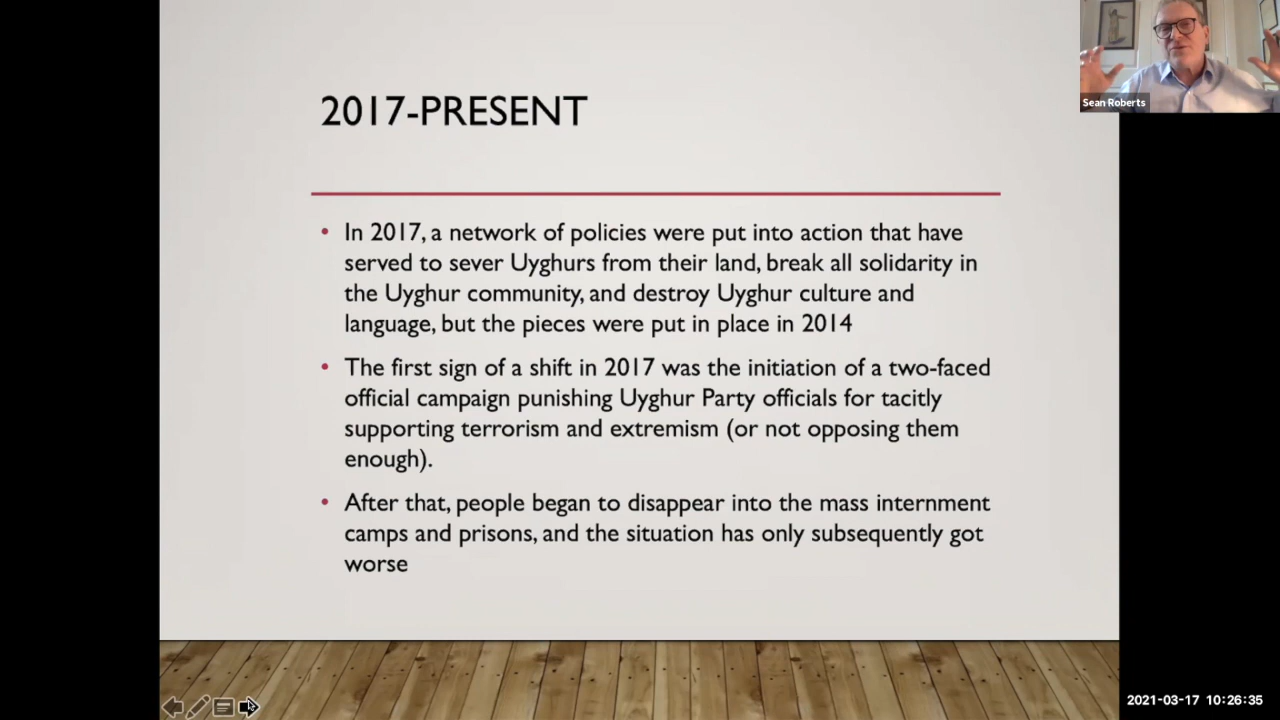 Sean Roberts
2017-PRESENT
• In 2017, a network of policies were put into action that have
served to sever Uyghurs from their land, break all solidarity in
the Uyghur community, and destroy Uyghur culture and
language, but the pieces were put in place in 2014
• The first sign of a shift in 2017 was the initiation of a two-faced
official campaign punishing Uyghur Party officials for tacitly
supporting terrorism and extremism (or not opposing them
enough).
• After that, people began to disappear into the mass internment
camps and prisons, and the situation has only subsequently got
worse
2021-03-17 10:26:35